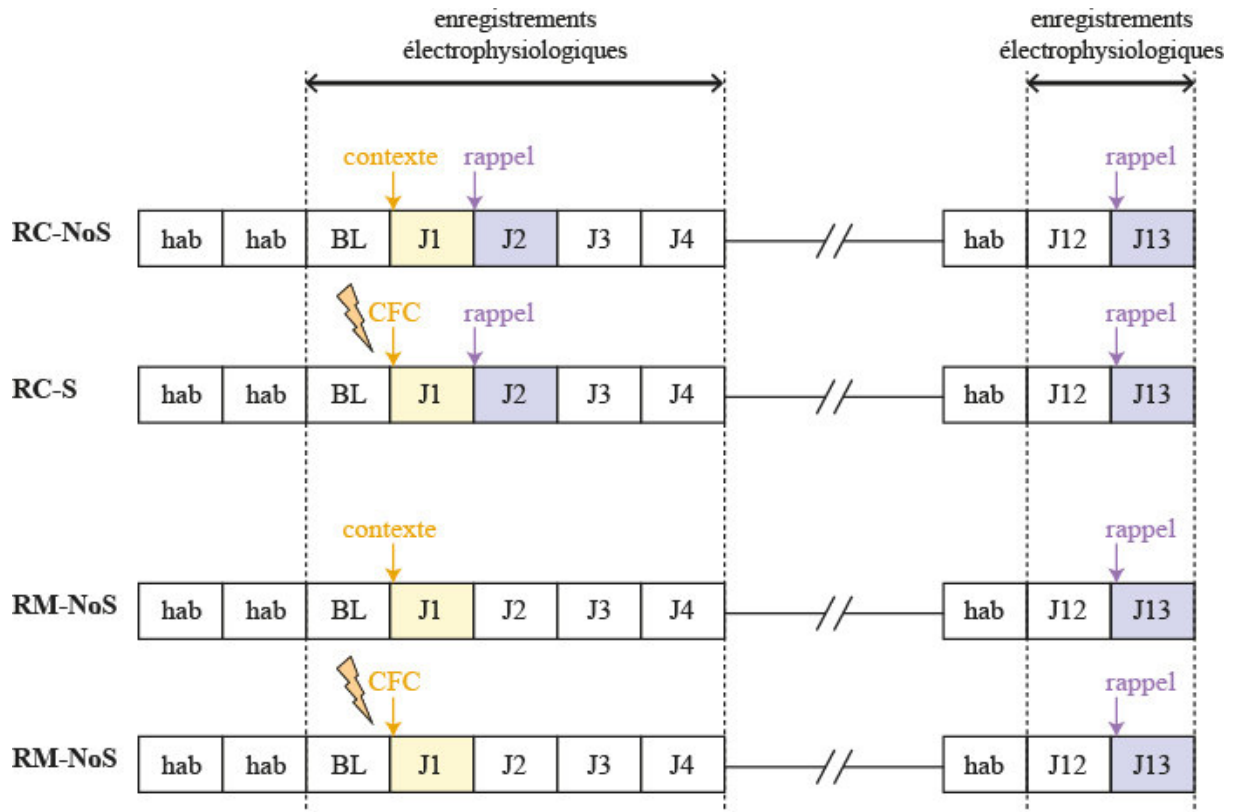 enregistrements
électrophysiologiques
enregistrements
électrophysiologiques
contexte rappel rappel
RC-NoS hab hab BL J1 J2 J3 J4 hab J12 J13
CFC rappel rappel
RC-S hab hab BL J1 J2 J3 J4 hab J12 J13
contexte rappel
RM-NoS hab hab BL J1 J2 J3 J4 hab J12 J13
CFC rappel
RM-NoS hab hab BL J1 J2 J3 J4 hab J12 J13